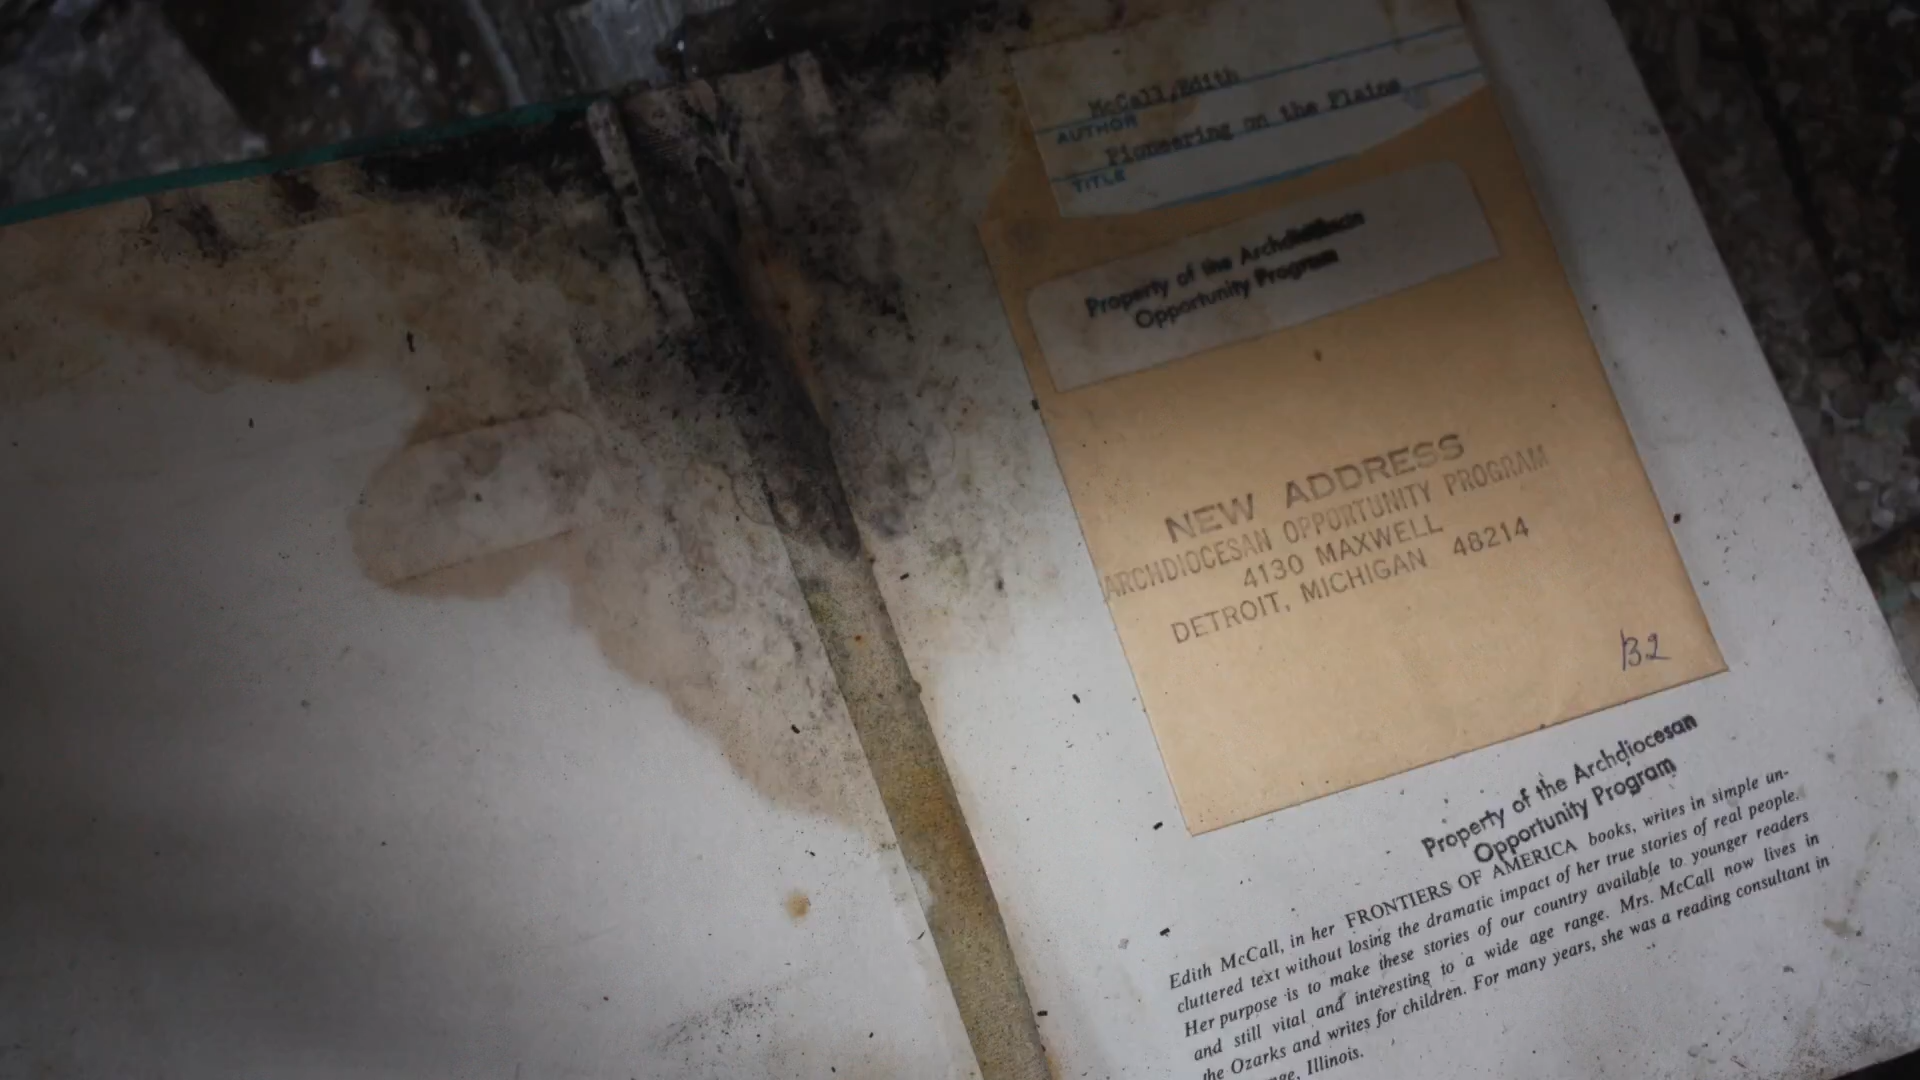 McCall,Edith
AUTHOR
Pioneering on the Plains
TITLE
Property of the Archdiocesan
Opportunity Program
NEW ADDRESS
ARCHDIOCESAN OPPORTUNITY PROGRAM
4130 MAXWELL
DETROIT, MICHIGAN 48214
B2
Property of the Archdiocesan
Opportunity Program
Edith McCall, in her FRONTIERS OF AMERICA books, writes in simple un-
cluttered text without losing the dramatic impact of her true stories of real people.
Her purpose is to make these stories of our country available to younger readers
and still vital and interesting to a wide age range. Mrs. McCall now lives in
the Ozarks and writes for children. For many years, she was a reading consultant in
Illinois.